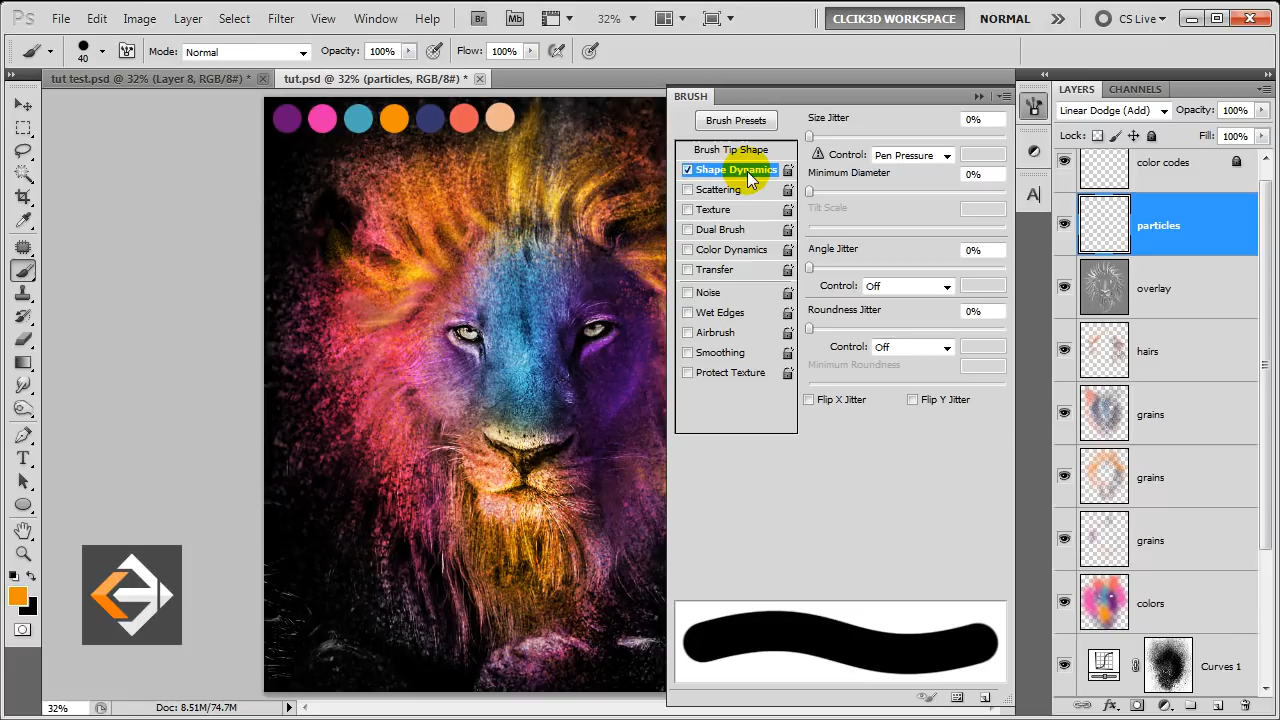 Ps File Edit Image Layer Select Filter View Window Help Br Mb 32% CLCIK3D WORKSPACE NORMAL CS Live
40 Mode: Normal Opacity: 100% Flow: 100%
tut test.psd @ 32% (Layer 8, RGB/8#) * tut.psd @ 32% (particles, RGB/8#) *
BRUSH
Brush Presets
Brush Tip Shape
Shape Dynamics
Scattering
Texture
Dual Brush
Color Dynamics
Transfer
Noise
Wet Edges
Airbrush
Smoothing
Protect Texture
Size Jitter 0%
Control: Pen Pressure
Minimum Diameter 0%
Tilt Scale
Angle Jitter 0%
Control: Off
Roundness Jitter 0%
Control: Off
Minimum Roundness
Flip X Jitter Flip Y Jitter
LAYERS CHANNELS
Linear Dodge (Add) Opacity: 100%
Lock: Fill: 100%
color codes
particles
overlay
hairs
grains
grains
grains
colors
Curves 1
fx
T
A
32% Doc: 8.51M/74.7M